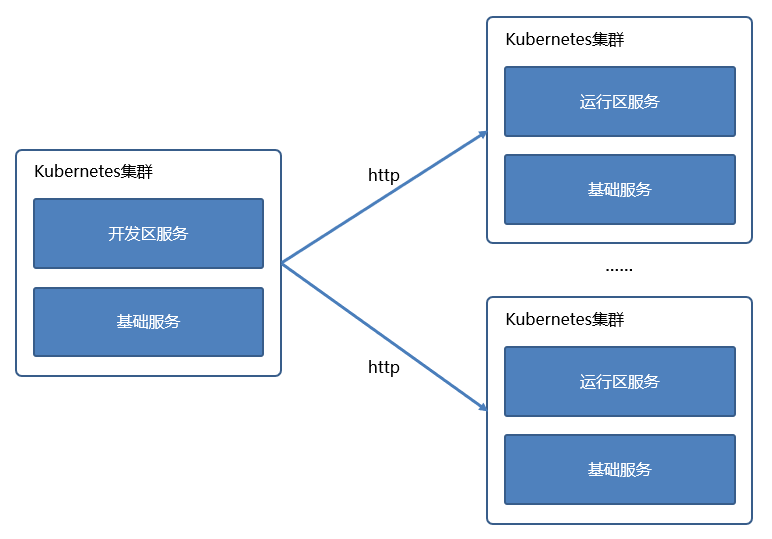 Kubernetes集群
开发区服务
基础服务
http
http
Kubernetes集群
运行区服务
基础服务
......
Kubernetes集群
运行区服务
基础服务